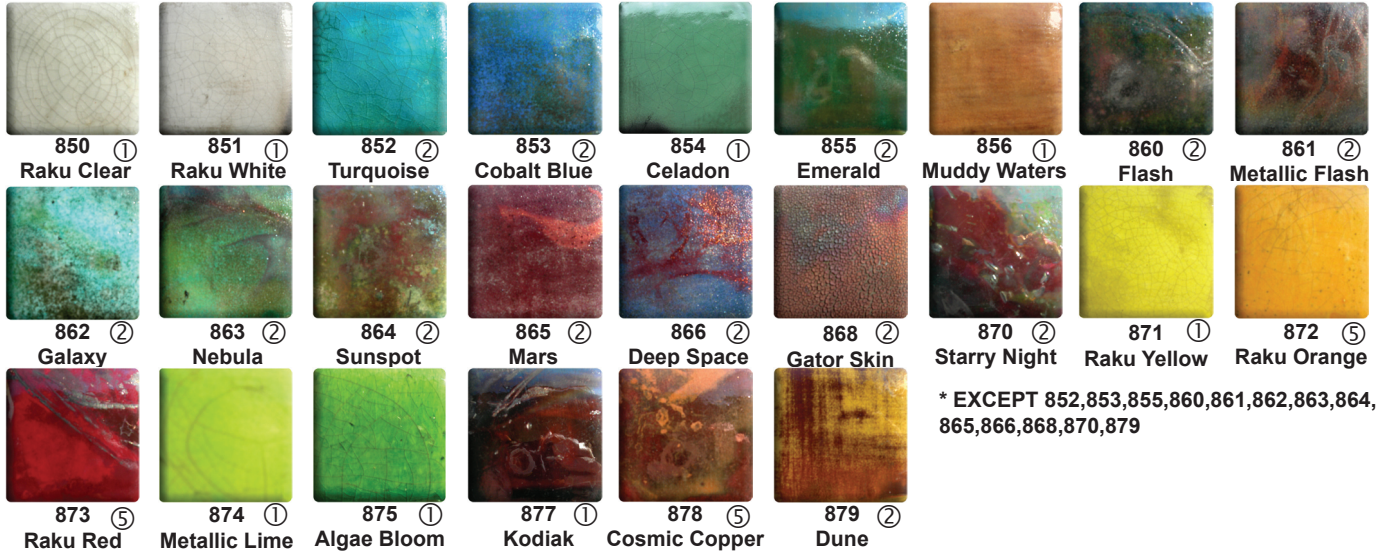 850 ① 851 ① 852 ② 853 ② 854 ① 855 ② 856 ① 860 ② 861 ②
Raku Clear Raku White Turquoise Cobalt Blue Celadon Emerald Muddy Waters Flash Metallic Flash
862 ② 863 ② 864 ② 865 ② 866 ② 868 ② 870 ② 871 ① 872 ⑤
Galaxy Nebula Sunspot Mars Deep Space Gator Skin Starry Night Raku Yellow Raku Orange
* EXCEPT 852,853,855,860,861,862,863,864,
865,866,868,870,879
873 ⑤ 874 ① 875 ① 877 ① 878 ⑤ 879 ②
Raku Red Metallic Lime Algae Bloom Kodiak Cosmic Copper Dune